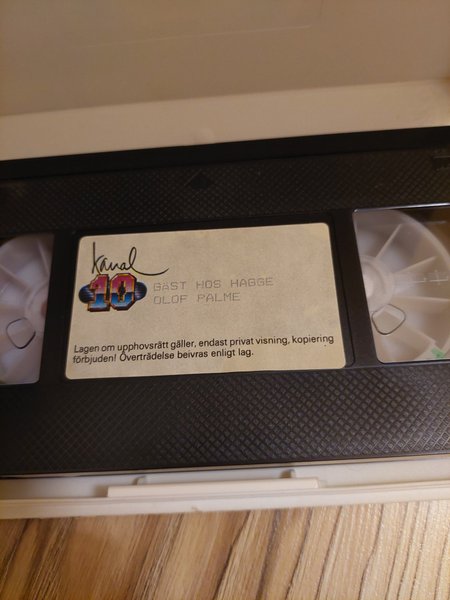 Kanal
10
GäST HOS HAGGE
OLOF PALME
Lagen om upphovsrätt gäller, endast privat visning, kopiering
förbjuden! Överträdelse beivras enligt lag.